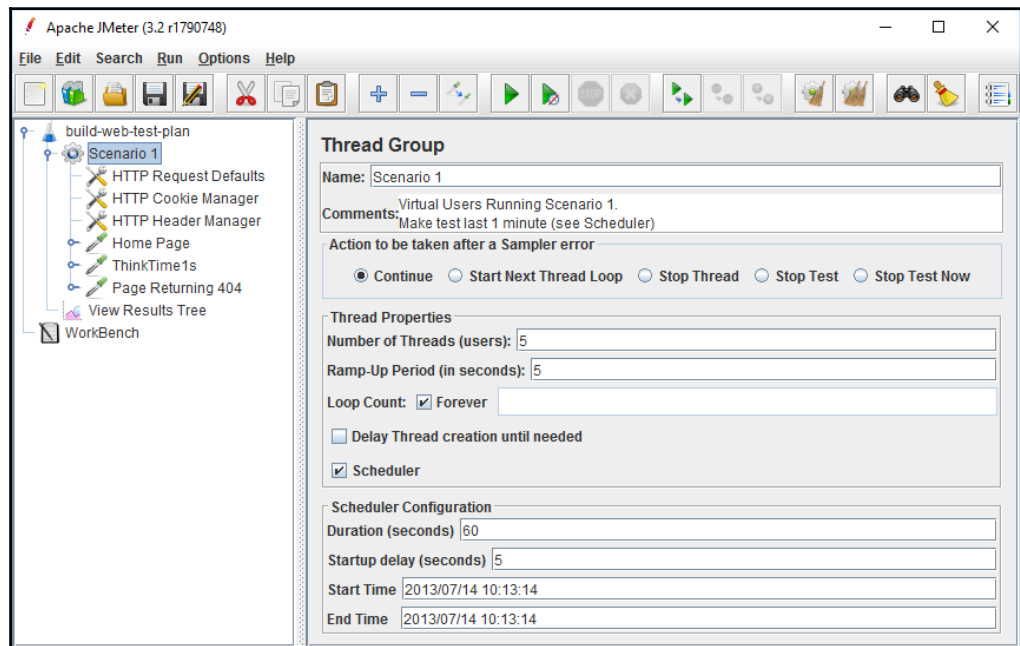 Apache JMeter (3.2 r1790748)
File Edit Search Run Options Help
STOP
build-web-test-plan
Scenario 1
HTTP Request Defaults
HTTP Cookie Manager
HTTP Header Manager
Home Page
ThinkTime1s
Page Returning 404
View Results Tree
WorkBench
Thread Group
Name: Scenario 1
Comments: Virtual Users Running Scenario 1.
Make test last 1 minute (see Scheduler)
Action to be taken after a Sampler error
Continue Start Next Thread Loop Stop Thread Stop Test Stop Test Now
Thread Properties
Number of Threads (users): 5
Ramp-Up Period (in seconds): 5
Loop Count: Forever
Delay Thread creation until needed
Scheduler
Scheduler Configuration
Duration (seconds) 60
Startup delay (seconds) 5
Start Time 2013/07/14 10:13:14
End Time 2013/07/14 10:13:14